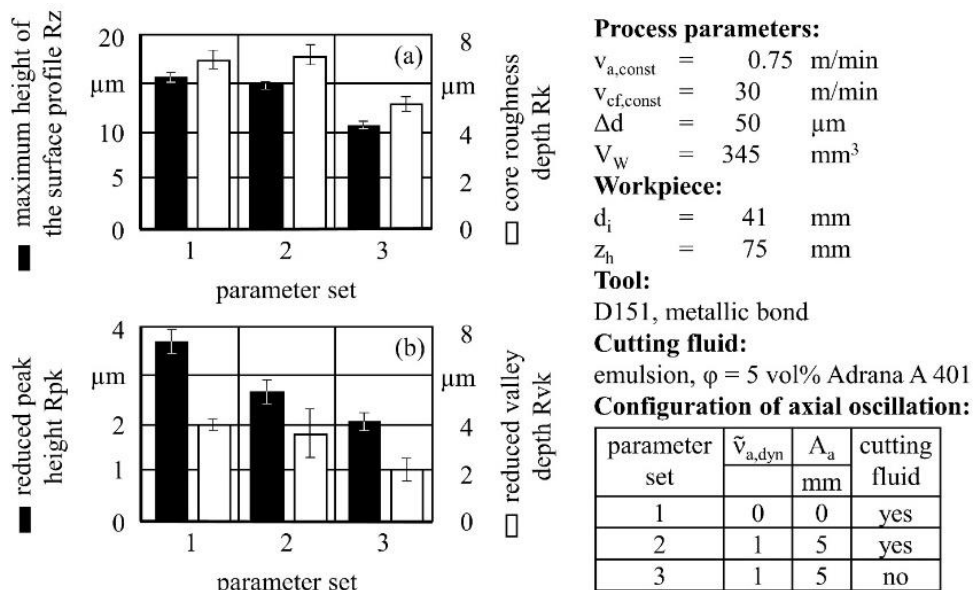 maximum height of
the surface profile Rz
20
µm
10
5
0
(a)
8
µm
4
2
0
core roughness
depth Rk
1 2 3
parameter set
reduced peak
height Rpk
4
µm
2
1
0
(b)
8
µm
4
2
0
reduced valley
depth Rvk
1 2 3
parameter set
Process parameters:
va,const = 0.75 m/min
vcf,const = 30 m/min
Δd = 50 µm
VW = 345 mm³
Workpiece:
di = 41 mm
zh = 75 mm
Tool:
D151, metallic bond
Cutting fluid:
emulsion, φ = 5 vol% Adrana A 401
Configuration of axial oscillation:
parameter set ṽa,dyn Aa mm cutting fluid
1 0 0 yes
2 1 5 yes
3 1 5 no